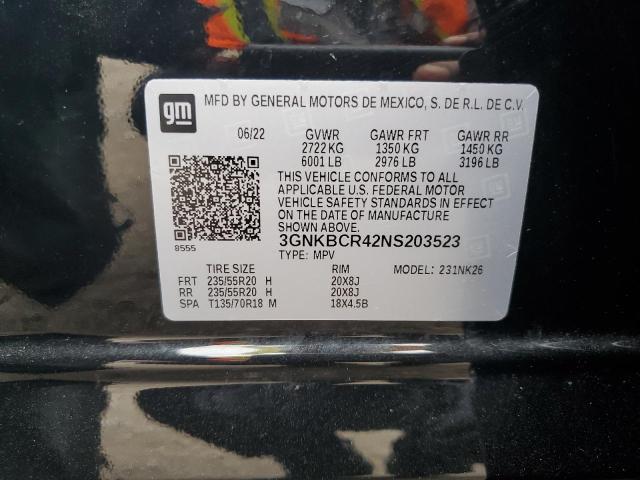 gm
MFD BY GENERAL MOTORS DE MEXICO, S. DE R.L. DE C.V.
06/22 GVWR GAWR FRT GAWR RR
2722 KG 1350 KG 1450 KG
6001 LB 2976 LB 3196 LB
THIS VEHICLE CONFORMS TO ALL
APPLICABLE U.S. FEDERAL MOTOR
VEHICLE SAFETY STANDARDS IN EFFECT
ON THE DATE OF MANUFACTURE
SHOWN ABOVE.
8555 3GNKBCR42NS203523
TYPE: MPV MODEL: 231NK26
TIRE SIZE RIM
FRT 235/55R20 H 20X8J
RR 235/55R20 H 20X8J
SPA T135/70R18 M 18X4.5B